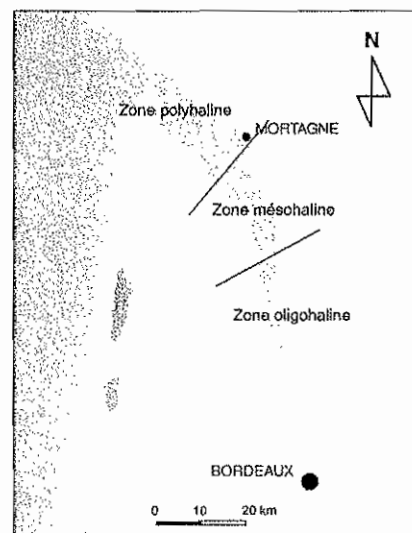 N
Zone polyhaline
MORTAGNE
Zone mésohaline
Zone oligohaline
BORDEAUX
0 10 20 km